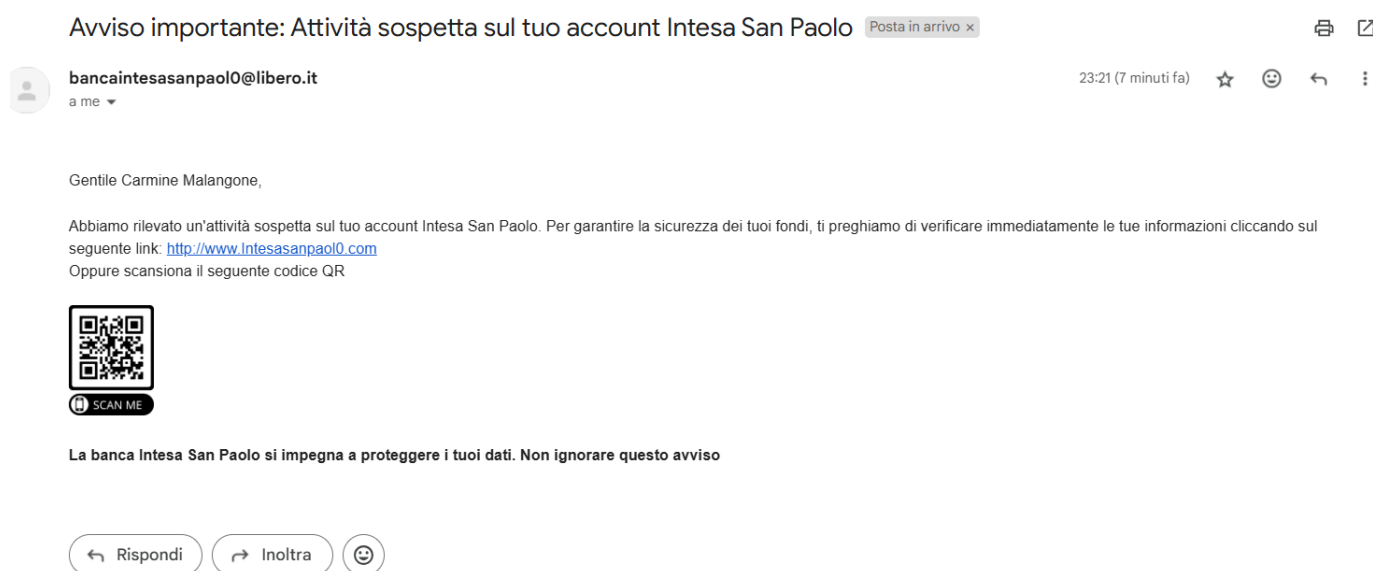 Avviso importante: Attività sospetta sul tuo account Intesa San Paolo Posta in arrivo ×
bancaintesasanpaol0@libero.it 23:21 (7 minuti fa)
a me
Gentile Carmine Malangone,
Abbiamo rilevato un'attività sospetta sul tuo account Intesa San Paolo. Per garantire la sicurezza dei tuoi fondi, ti preghiamo di verificare immediatamente le tue informazioni cliccando sul
seguente link: http://www.Intesasanpaol0.com
Oppure scansiona il seguente codice QR
SCAN ME
La banca Intesa San Paolo si impegna a proteggere i tuoi dati. Non ignorare questo avviso
Rispondi Inoltra